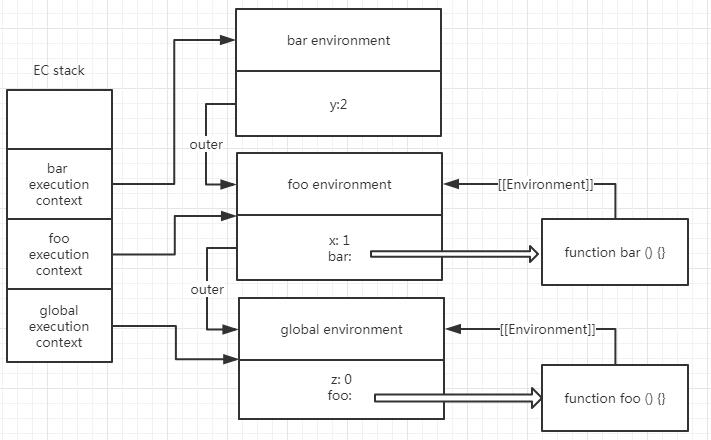 EC stack
bar
execution
context
foo
execution
context
global
execution
context
bar environment
y:2
outer
foo environment
x: 1
bar:
[[Environment]]
function bar () {}
outer
global environment
z: 0
foo:
[[Environment]]
function foo () {}